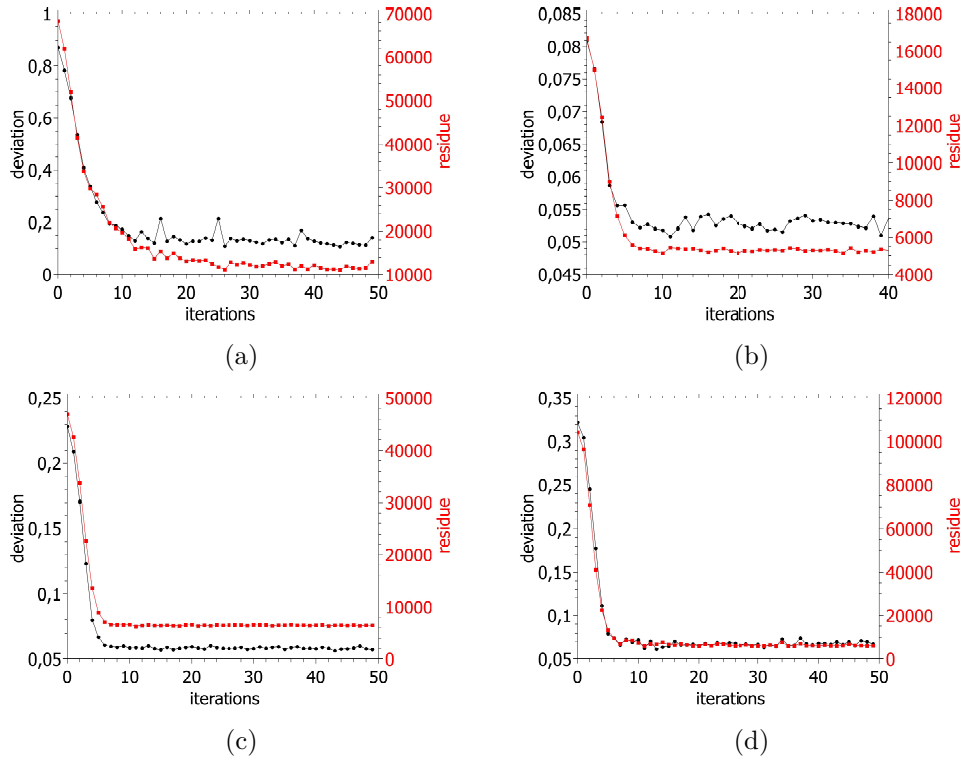 1
0,8
0,6
0,4
0,2
0
deviation
70000
60000
50000
40000
30000
20000
10000
residue
0 10 20 30 40 50
iterations
(a)
0,085
0,08
0,075
0,07
0,065
0,06
0,055
0,05
0,045
deviation
18000
16000
14000
12000
10000
8000
6000
4000
residue
0 10 20 30 40
iterations
(b)
0,25
0,2
0,15
0,1
0,05
deviation
50000
40000
30000
20000
10000
0
residue
0 10 20 30 40 50
iterations
(c)
0,35
0,3
0,25
0,2
0,15
0,1
0,05
deviation
120000
100000
80000
60000
40000
20000
0
residue
0 10 20 30 40 50
iterations
(d)